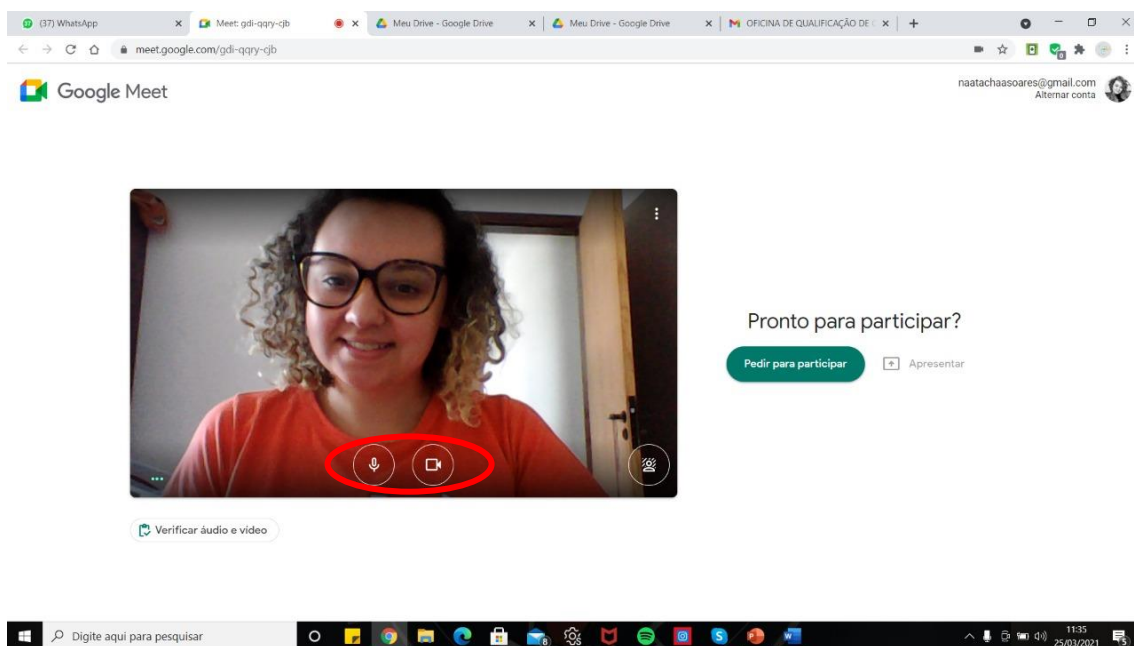 (37) WhatsApp
Meet: gdi-qqry-cjb
Meu Drive - Google Drive
Meu Drive - Google Drive
OFICINA DE QUALIFICAÇÃO DE
meet.google.com/gdi-qqry-cjb
Google Meet
naatachaasoares@gmail.com
Alternar conta
Pronto para participar?
Pedir para participar
Apresentar
Verificar áudio e vídeo
Digite aqui para pesquisar
11:35
25/03/2021